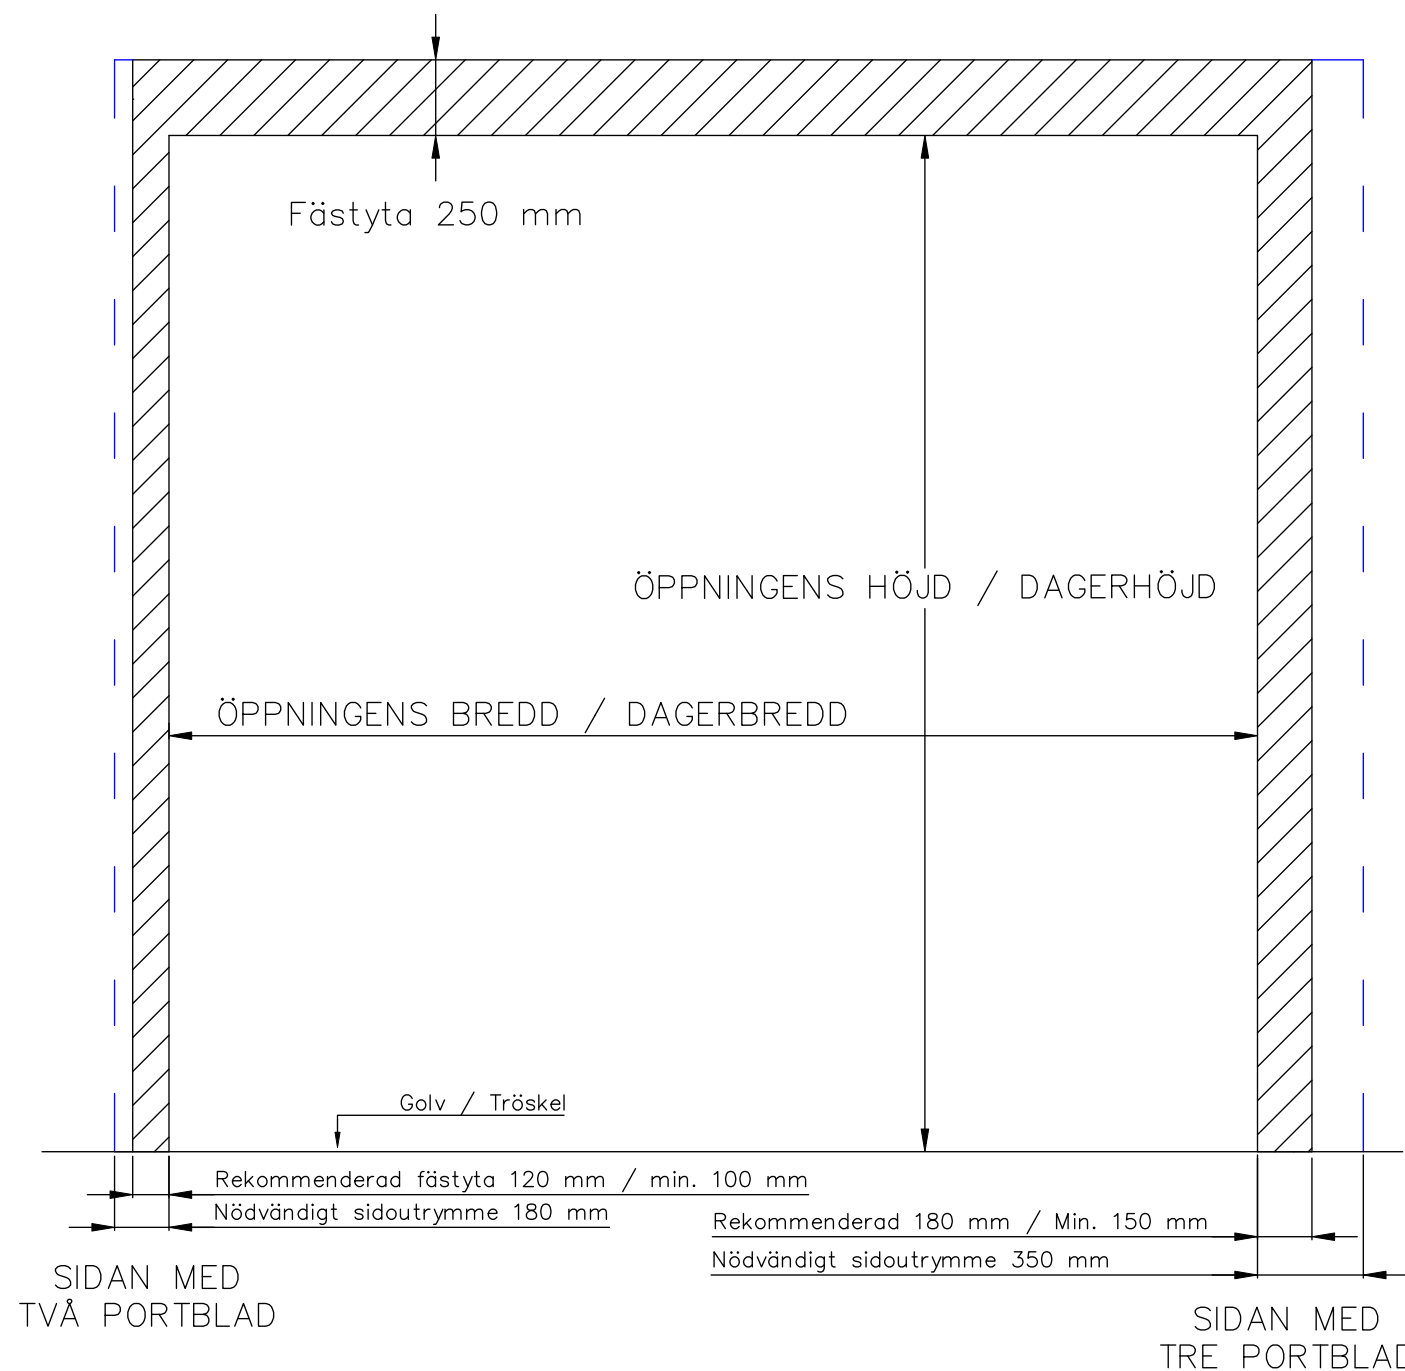 Fästyta 250 mm
ÖPPNINGENS HÖJD / DAGERHÖJD
ÖPPNINGENS BREDD / DAGERBREDD
Golv / Tröskel
Rekommenderad fästyta 120 mm / min. 100 mm
Nödvändigt sidoutrymme 180 mm
Rekommenderad 180 mm / Min. 150 mm
Nödvändigt sidoutrymme 350 mm
SIDAN MED
TVÅ PORTBLAD
SIDAN MED
TRE PORTBLAD